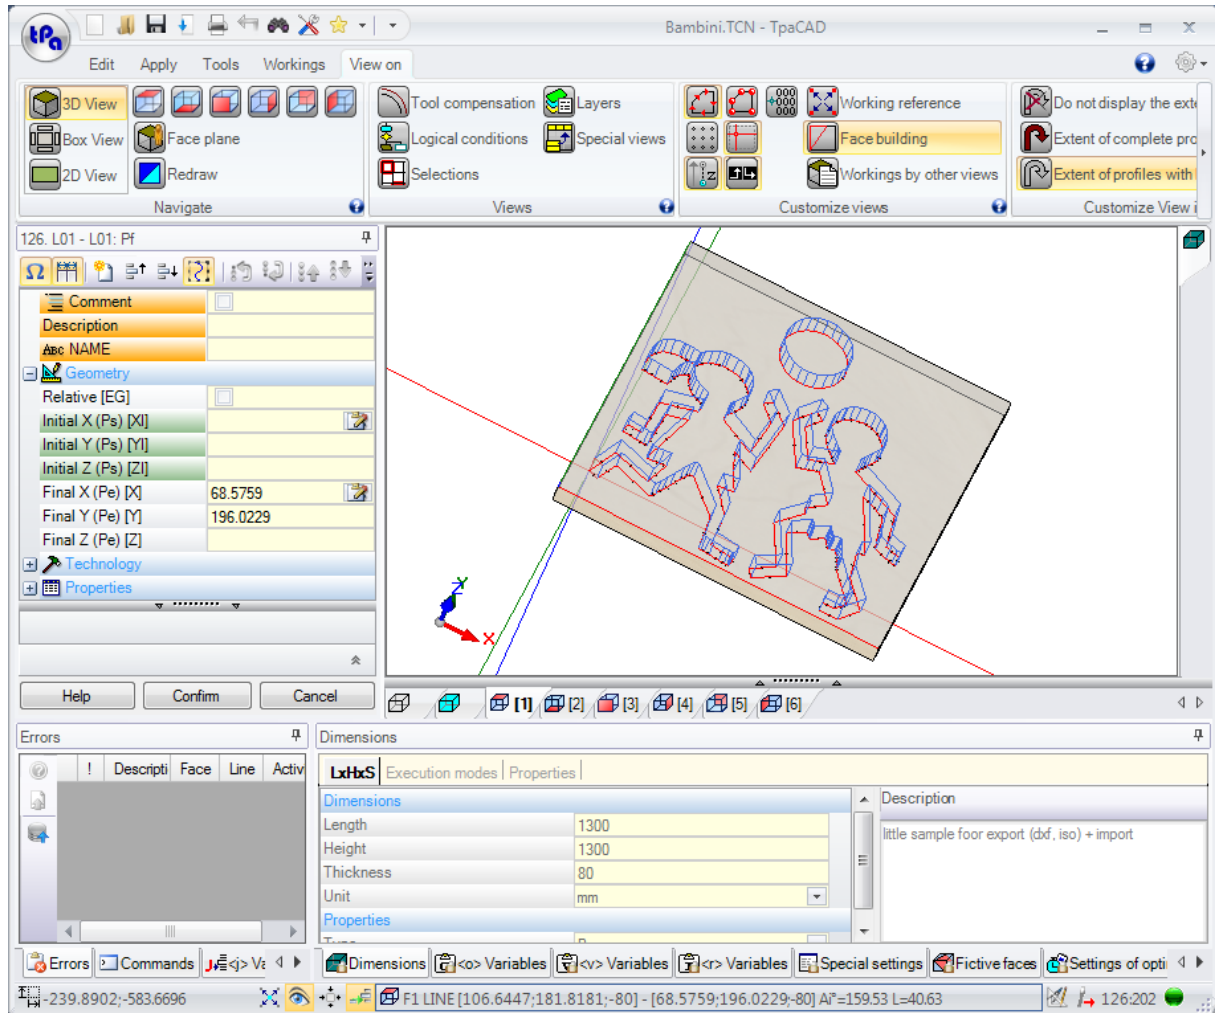 tPa
Bambini.TCN - TpaCAD
Edit Apply Tools Workings View on
3D View
Box View
2D View
Face plane
Redraw
Navigate
Tool compensation
Logical conditions
Selections
Layers
Special views
Views
Working reference
Face building
Workings by other views
Customize views
Do not display the exte
Extent of complete pro
Extent of profiles with
Customize View i
126. L01 - L01: Pf
Comment
Description
ABC NAME
Geometry
Relative [EG]
Initial X (Ps) [XI]
Initial Y (Ps) [YI]
Initial Z (Ps) [ZI]
Final X (Pe) [X] 68.5759
Final Y (Pe) [Y] 196.0229
Final Z (Pe) [Z]
Technology
Properties
Help Confirm Cancel
Y
Z
X
[1] [2] [3] [4] [5] [6]
Errors
! Descripti Face Line Activ
Dimensions
LxHxS Execution modes Properties
Dimensions
Length 1300
Height 1300
Thickness 80
Unit mm
Properties
Description
little sample foor export (dxf, iso) + import
Errors Commands <j> Va
Dimensions <o> Variables <v> Variables <r> Variables Special settings Fictive faces Settings of opti
-239.8902;-583.6696
F1 LINE [106.6447;181.8181;-80] - [68.5759;196.0229;-80] Ai°=159.53 L=40.63
126:202